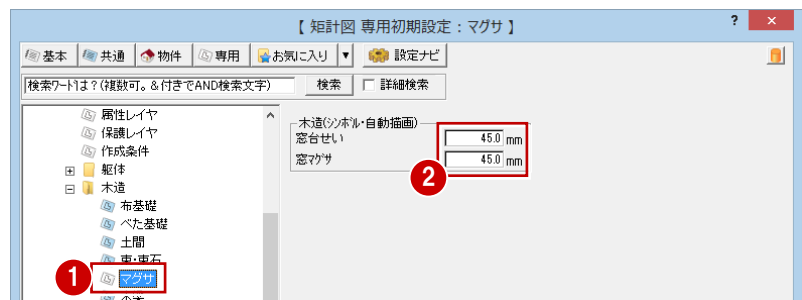 【 矩計図 専用初期設定：マグサ 】
? ×
基本 共通 物件 専用 お気に入り ▼ 設定ナビ
検索ワードは？(複数可。＆付きでAND検索文字) 検索 詳細検索
属性レイヤ
保護レイヤ
作成条件
躯体
木造
布基礎
べた基礎
土間
束・束石
1 マグサ
木造(シンボル・自動描画)
窓台せい 45.0 mm
窓マグサ 45.0 mm
2